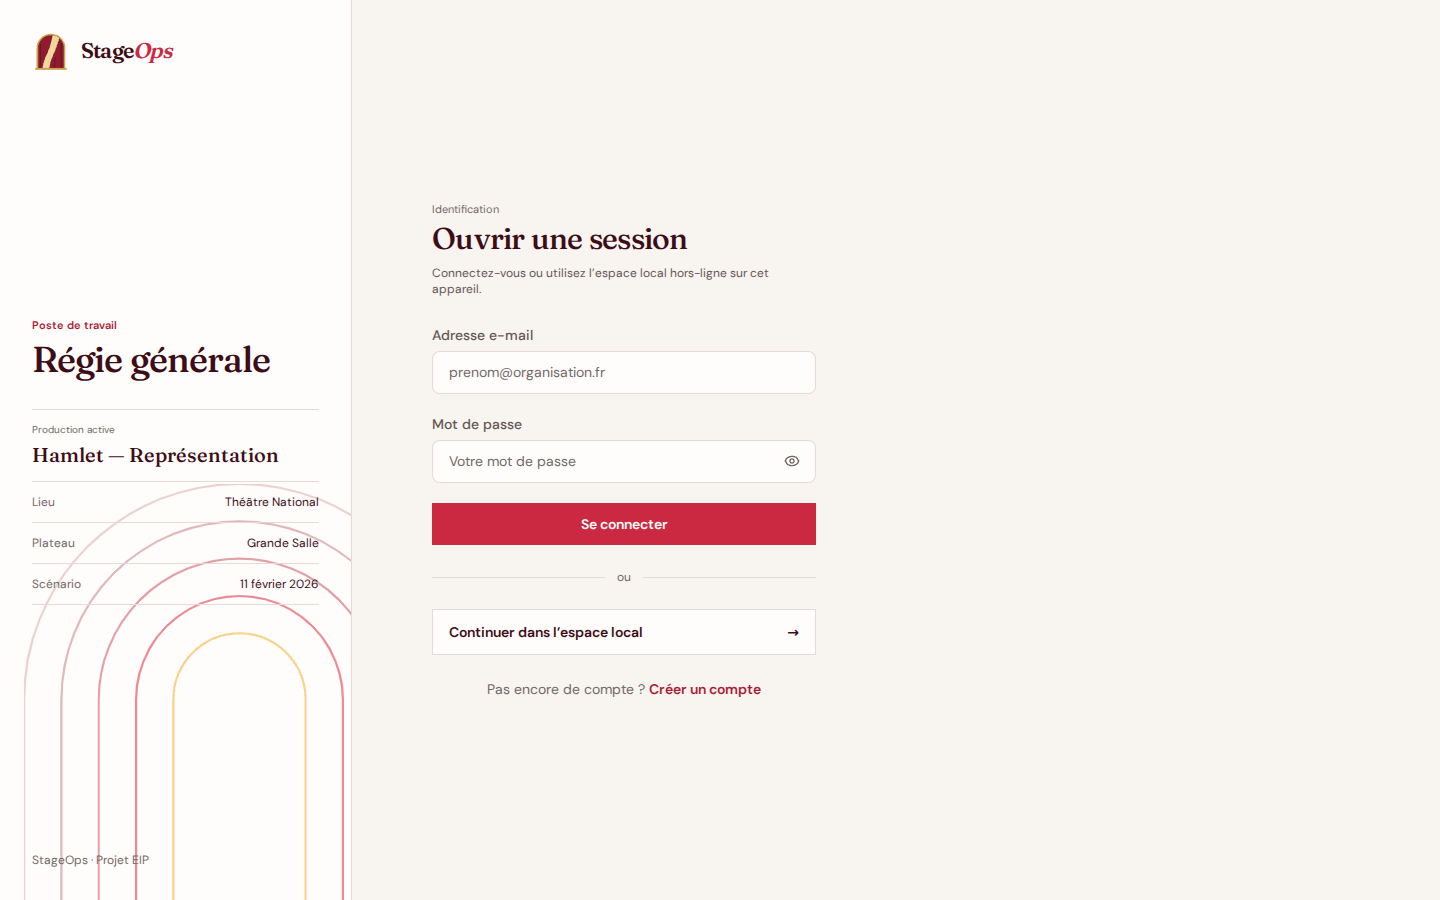 StageOps
Poste de travail
Régie générale
Production active
Hamlet — Représentation
Lieu Théâtre National
Plateau Grande Salle
Scénario 11 février 2026
StageOps · Projet EIP
Identification
Ouvrir une session
Connectez-vous ou utilisez l’espace local hors-ligne sur cet
appareil.
Adresse e-mail
prenom@organisation.fr
Mot de passe
Votre mot de passe
Se connecter
ou
Continuer dans l’espace local →
Pas encore de compte ? Créer un compte